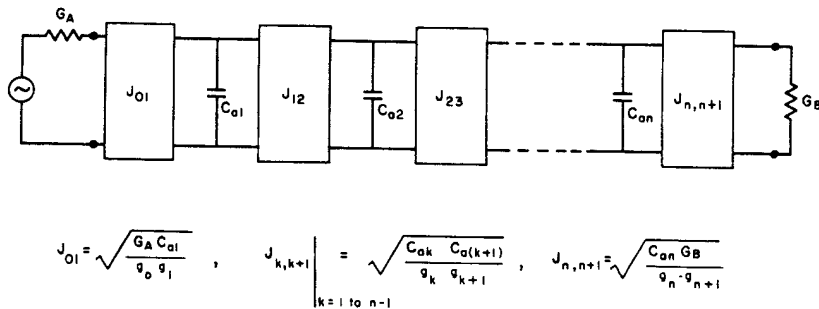 G_A
J_01 C_a1 J_12 C_a2 J_23 C_an J_n,n+1 G_B
J_01 = √(G_A C_a1 / g_0 g_1) , J_k,k+1 |k=1 to n-1 = √(C_ak C_a(k+1) / g_k g_k+1) , J_n,n+1 = √(C_an G_B / g_n·g_n+1)